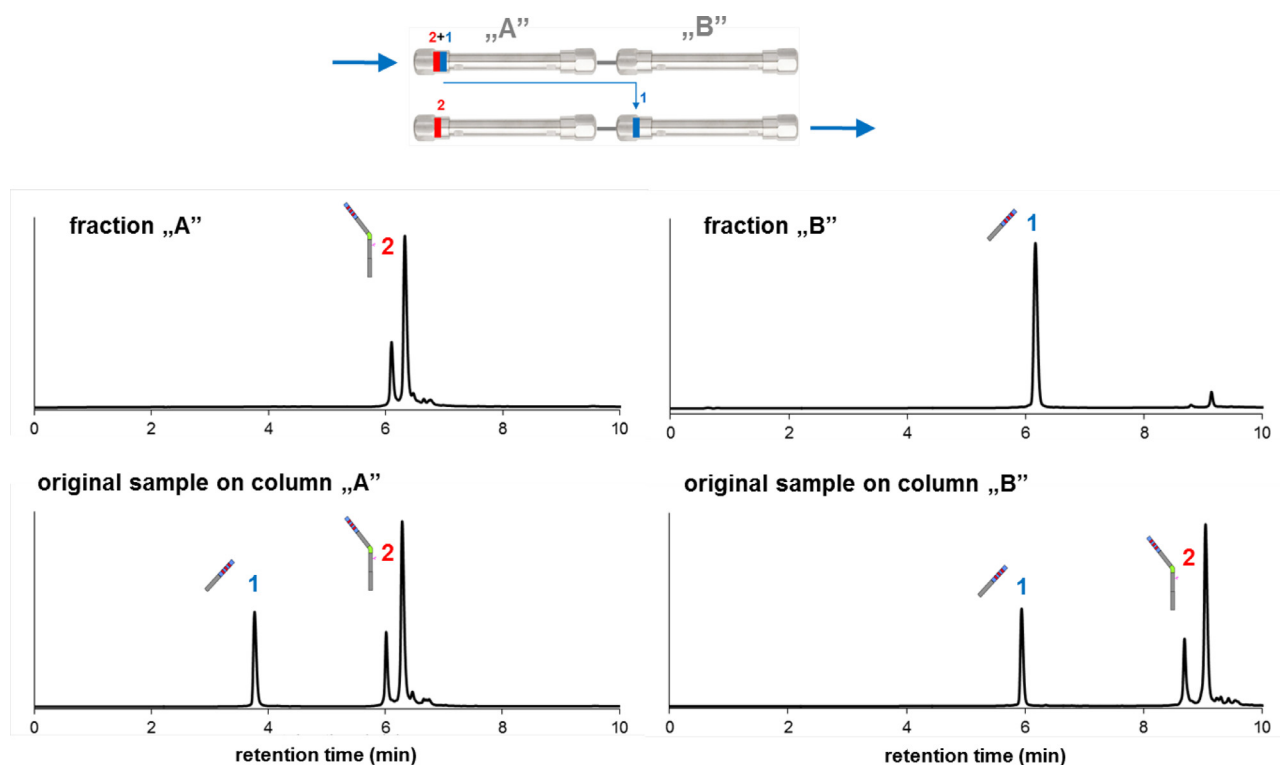 „A”
„B”
2+1
1
2
fraction „A”
2
0 2 4 6 8 10
fraction „B”
1
0 2 4 6 8 10
original sample on column „A”
1
2
0 2 4 6 8 10
retention time (min)
original sample on column „B”
1
2
0 2 4 6 8 10
retention time (min)